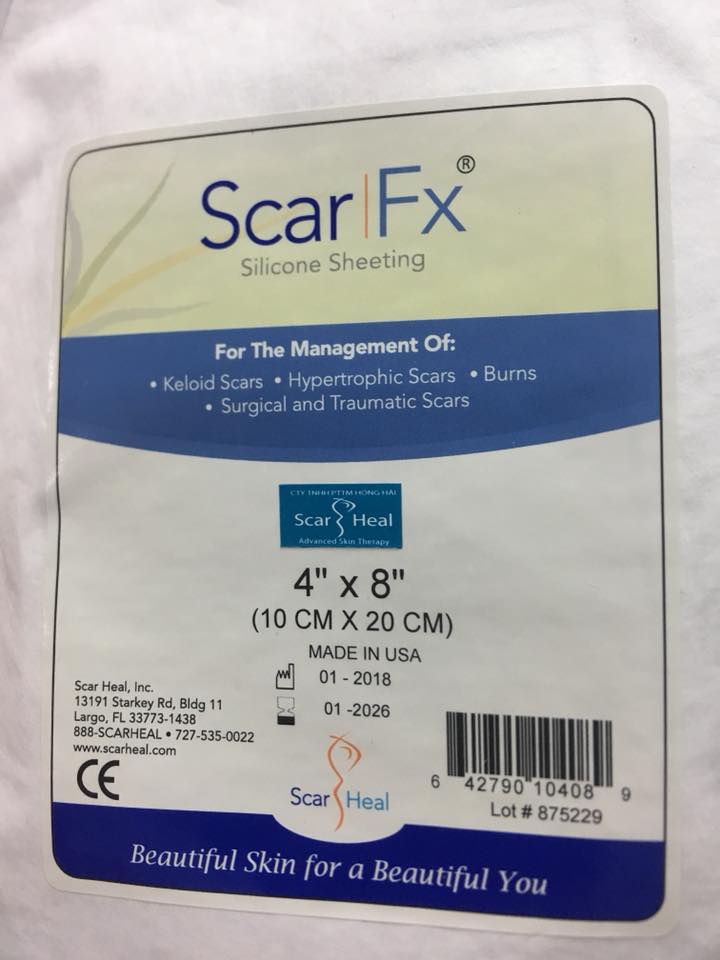 Scar|Fx®
Silicone Sheeting
For The Management Of:
• Keloid Scars • Hypertrophic Scars • Burns
• Surgical and Traumatic Scars
CTY TNHH PTTM HỒNG HẢI
Scar Heal
Advanced Skin Therapy
4" x 8"
(10 CM X 20 CM)
MADE IN USA
01 - 2018
01 -2026
Scar Heal, Inc.
13191 Starkey Rd, Bldg 11
Largo, FL 33773-1438
888-SCARHEAL • 727-535-0022
www.scarheal.com
CE
Scar Heal
6 42790 10408 9
Lot # 875229
Beautiful Skin for a Beautiful You